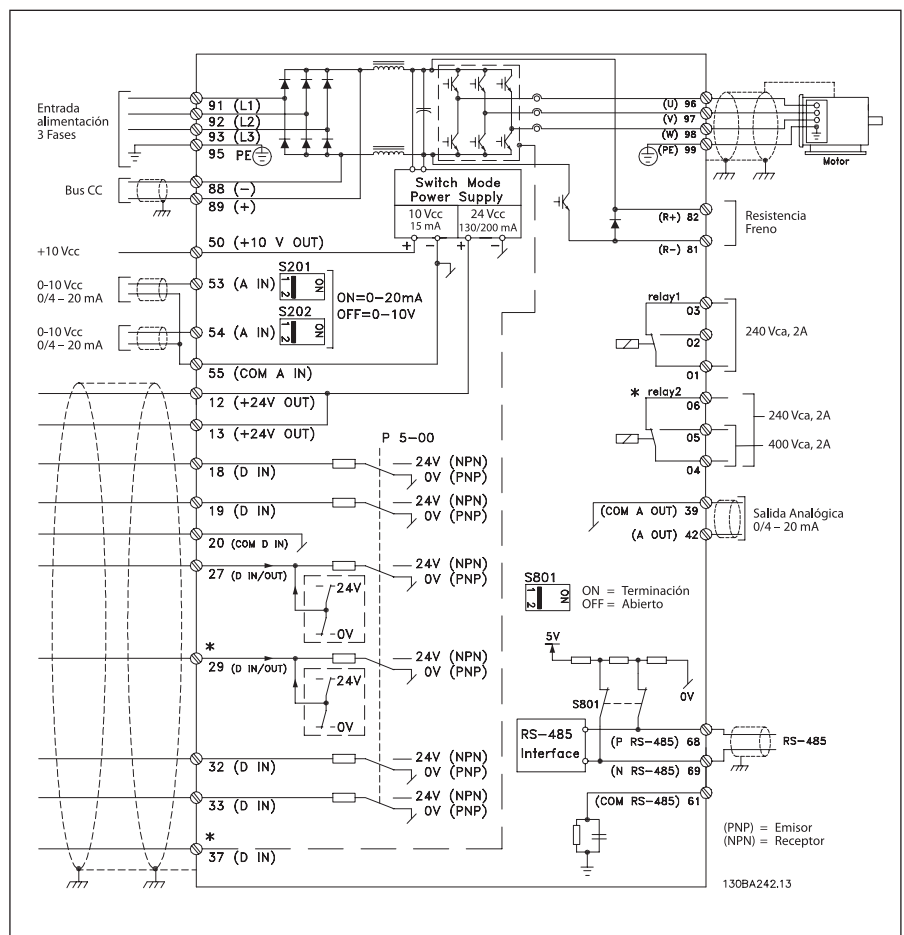 Entrada
alimentación
3 Fases
91 (L1)
92 (L2)
93 (L3)
95 PE
Bus CC
88 (-)
89 (+)
Switch Mode
Power Supply
10 Vcc
15 mA
24 Vcc
130/200 mA
+ - + -
(U) 96
(V) 97
(W) 98
(PE) 99
Motor
(R+) 82
(R-) 81
Resistencia
Freno
+10 Vcc
50 (+10 V OUT)
0-10 Vcc
0/4 – 20 mA
53 (A IN)
S201
1 2
ON
0-10 Vcc
0/4 – 20 mA
54 (A IN)
S202
1 2
ON
ON=0-20mA
OFF=0-10V
55 (COM A IN)
12 (+24V OUT)
13 (+24V OUT)
P 5-00
18 (D IN)
24V (NPN)
0V (PNP)
19 (D IN)
24V (NPN)
0V (PNP)
20 (COM D IN)
27 (D IN/OUT)
24V (NPN)
0V (PNP)
24V
0V
*
29 (D IN/OUT)
24V (NPN)
0V (PNP)
24V
0V
32 (D IN)
24V (NPN)
0V (PNP)
33 (D IN)
24V (NPN)
0V (PNP)
*
37 (D IN)
relay1
03
02
01
240 Vca, 2A
* relay2
06
05
04
240 Vca, 2A
400 Vca, 2A
(COM A OUT) 39
(A OUT) 42
Salida Analógica
0/4 – 20 mA
S801
1 2
ON
ON = Terminación
OFF = Abierto
5V
0V
S801
RS-485
Interface
(P RS-485) 68
(N RS-485) 69
(COM RS-485) 61
RS-485
(PNP) = Emisor
(NPN) = Receptor
130BA242.13